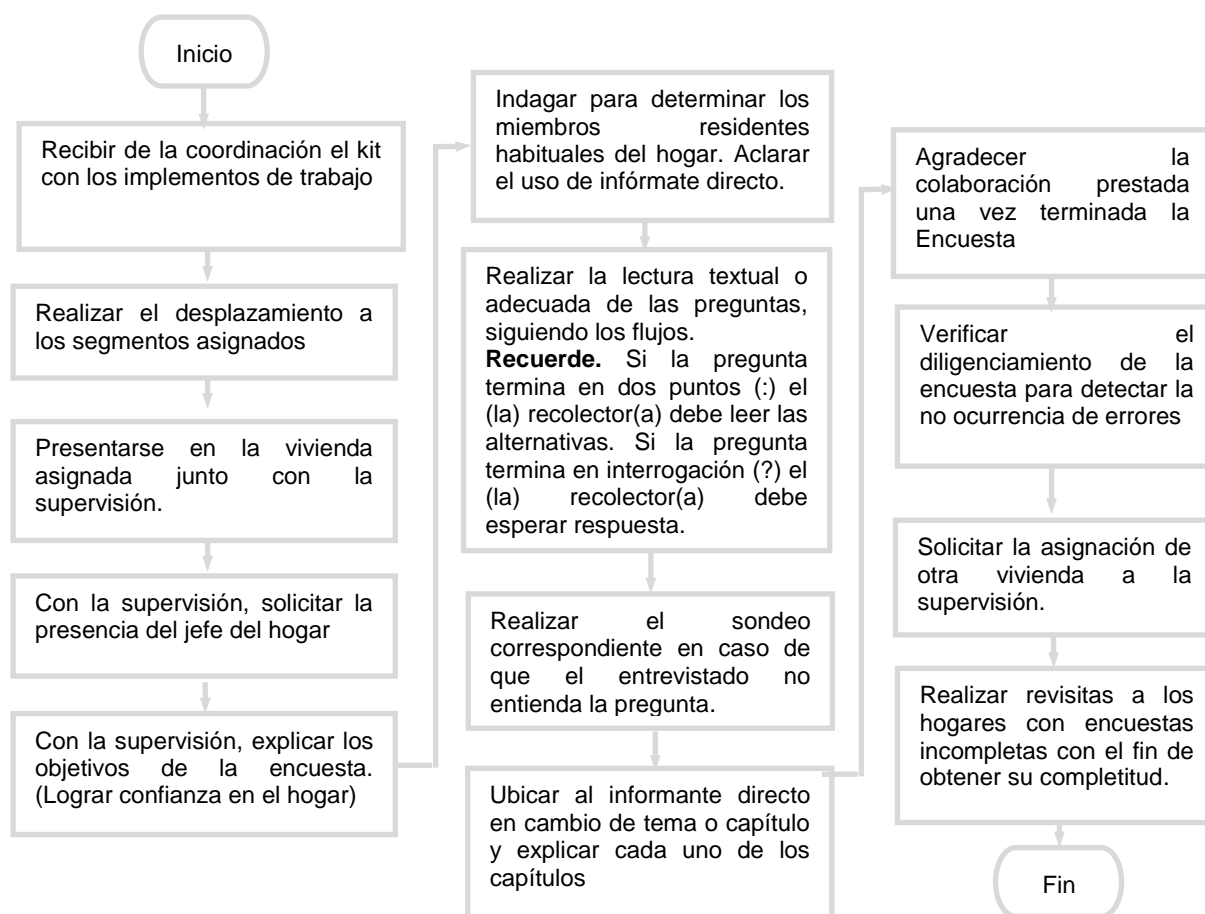 Inicio
Recibir de la coordinación el kit
con los implementos de trabajo
Realizar el desplazamiento a
los segmentos asignados
Presentarse en la vivienda
asignada junto con la
supervisión.
Con la supervisión, solicitar la
presencia del jefe del hogar
Con la supervisión, explicar los
objetivos de la encuesta.
(Lograr confianza en el hogar)
Indagar para determinar los
miembros residentes
habituales del hogar. Aclarar
el uso de infórmate directo.
Realizar la lectura textual o
adecuada de las preguntas,
siguiendo los flujos.
Recuerde. Si la pregunta
termina en dos puntos (:) el
(la) recolector(a) debe leer las
alternativas. Si la pregunta
termina en interrogación (?) el
(la) recolector(a) debe
esperar respuesta.
Realizar el sondeo
correspondiente en caso de
que el entrevistado no
entienda la pregunta.
Ubicar al informante directo
en cambio de tema o capítulo
y explicar cada uno de los
capítulos
Agradecer la
colaboración prestada
una vez terminada la
Encuesta
Verificar el
diligenciamiento de la
encuesta para detectar la
no ocurrencia de errores
Solicitar la asignación de
otra vivienda a la
supervisión.
Realizar revisitas a los
hogares con encuestas
incompletas con el fin de
obtener su completitud.
Fin